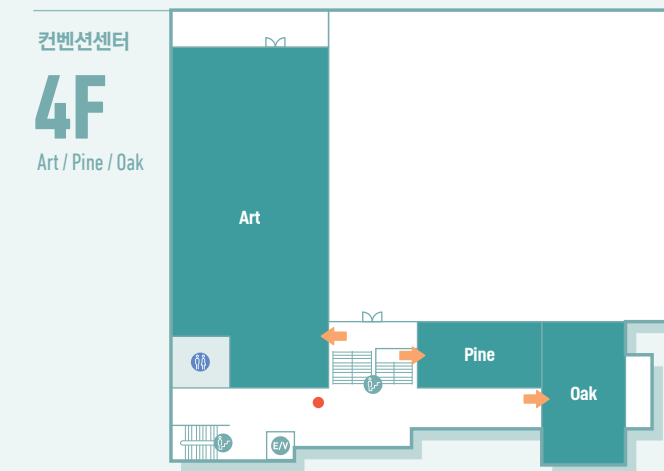 컨벤션센터
4F
Art / Pine / Oak
Art
Pine
Oak
E/V